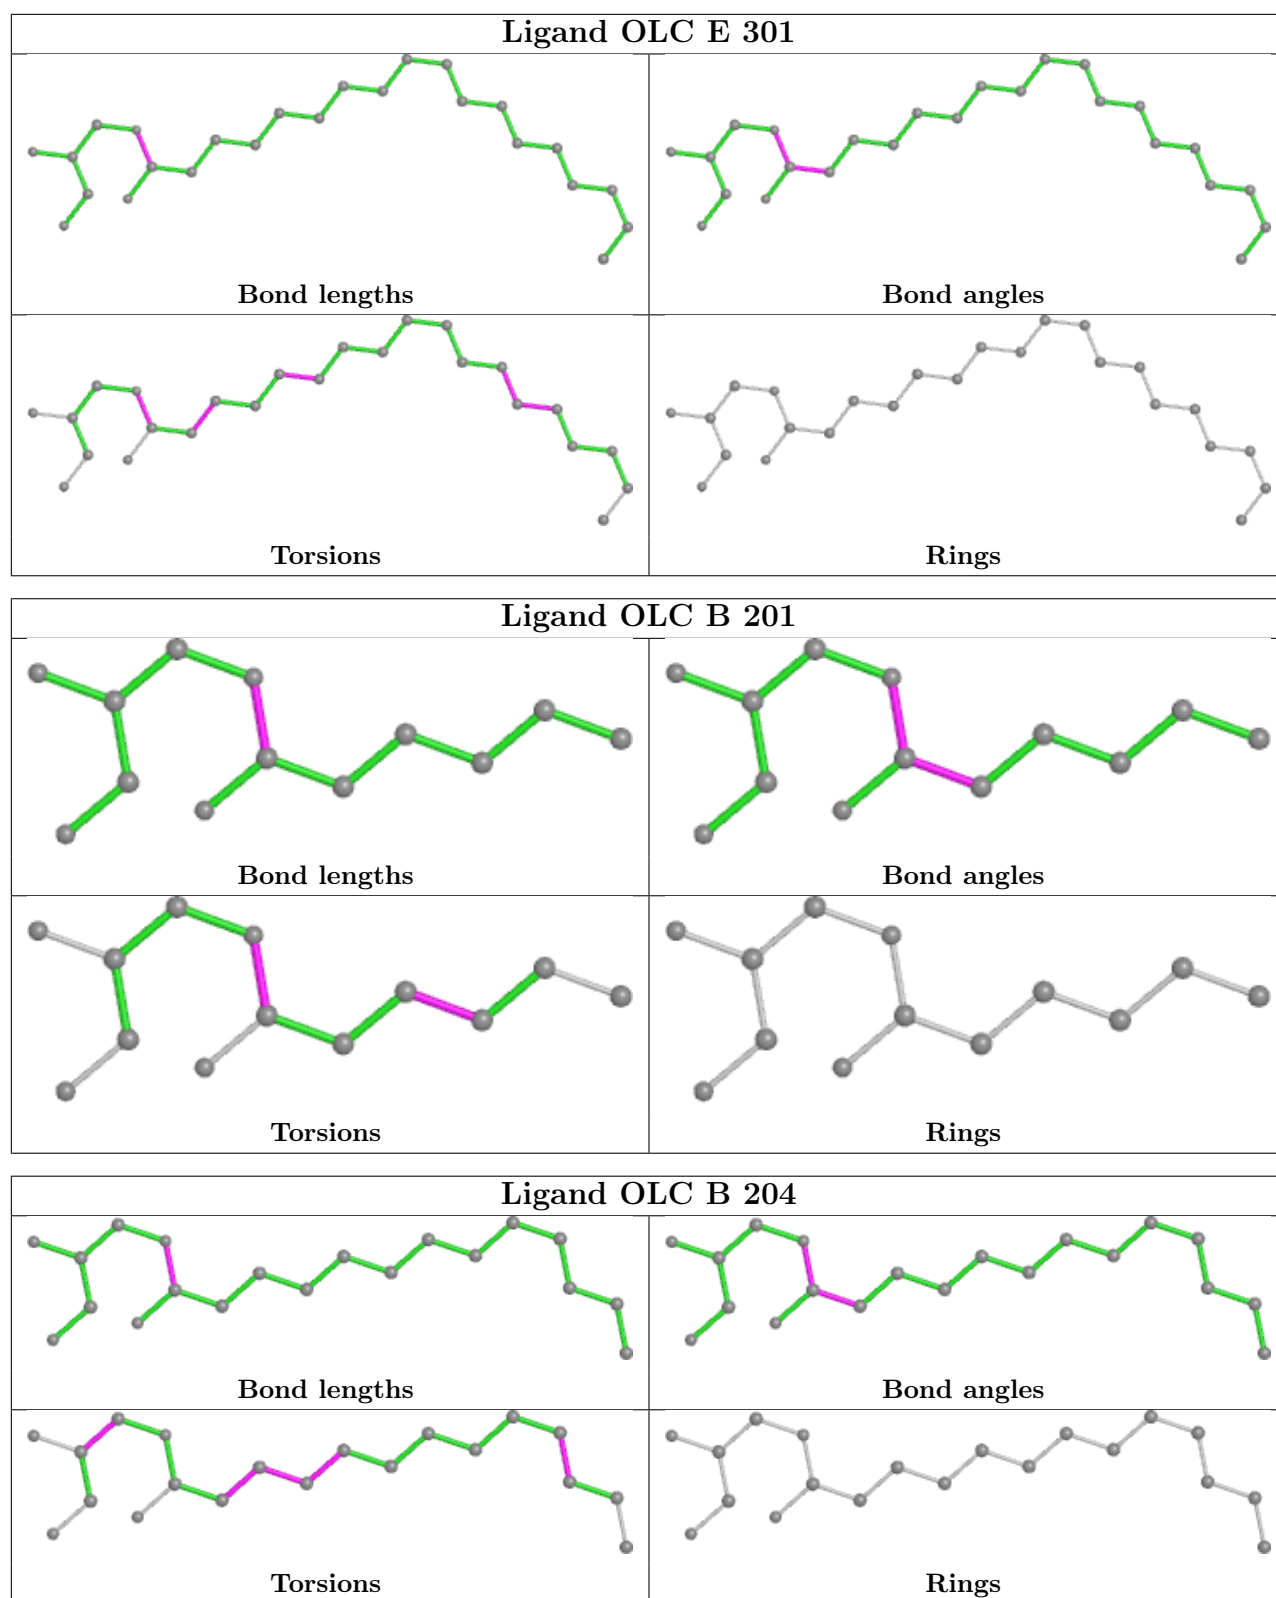 Ligand OLC E 301
Bond lengths
Bond angles
Torsions
Rings
Ligand OLC B 201
Bond lengths
Bond angles
Torsions
Rings
Ligand OLC B 204
Bond lengths
Bond angles
Torsions
Rings